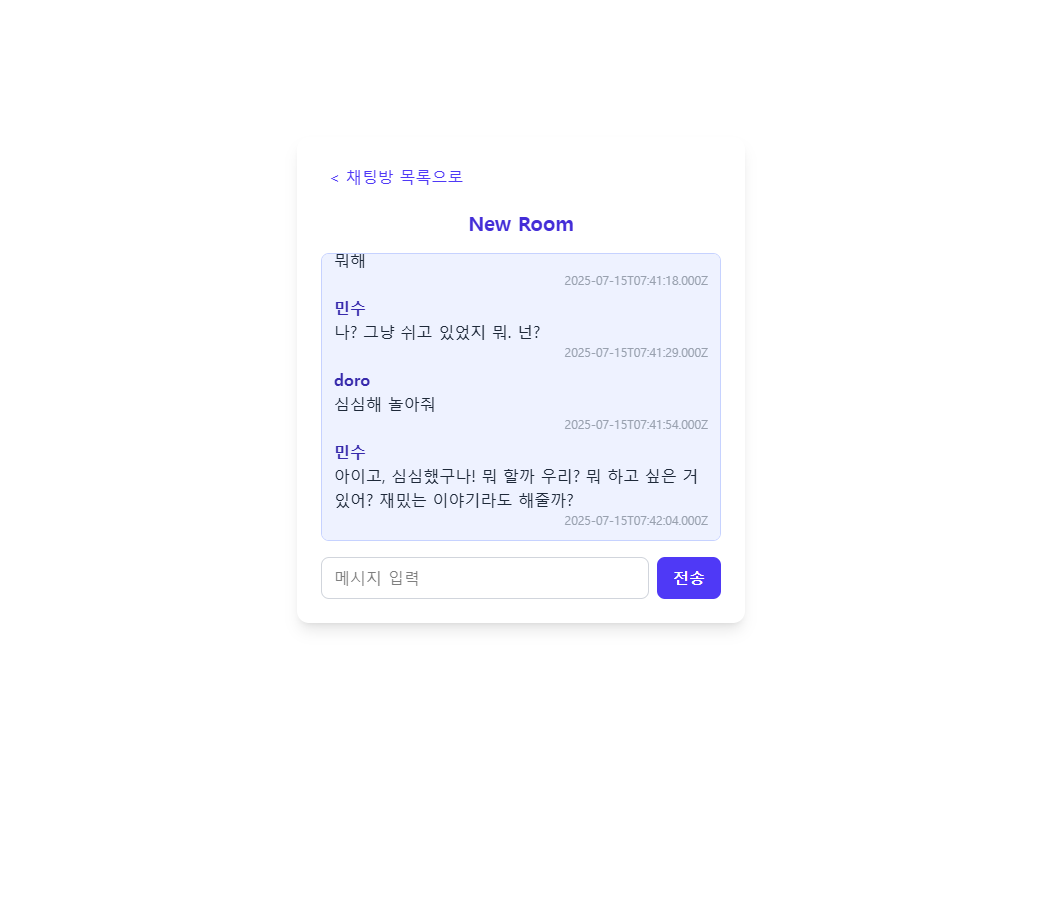 < 채팅방 목록으로
New Room
뭐해
2025-07-15T07:41:18.000Z
민수
나? 그냥 쉬고 있었지 뭐. 넌?
2025-07-15T07:41:29.000Z
doro
심심해 놀아줘
2025-07-15T07:41:54.000Z
민수
아이고, 심심했구나! 뭐 할까 우리? 뭐 하고 싶은 거
있어? 재밌는 이야기라도 해줄까?
2025-07-15T07:42:04.000Z
메시지 입력
전송